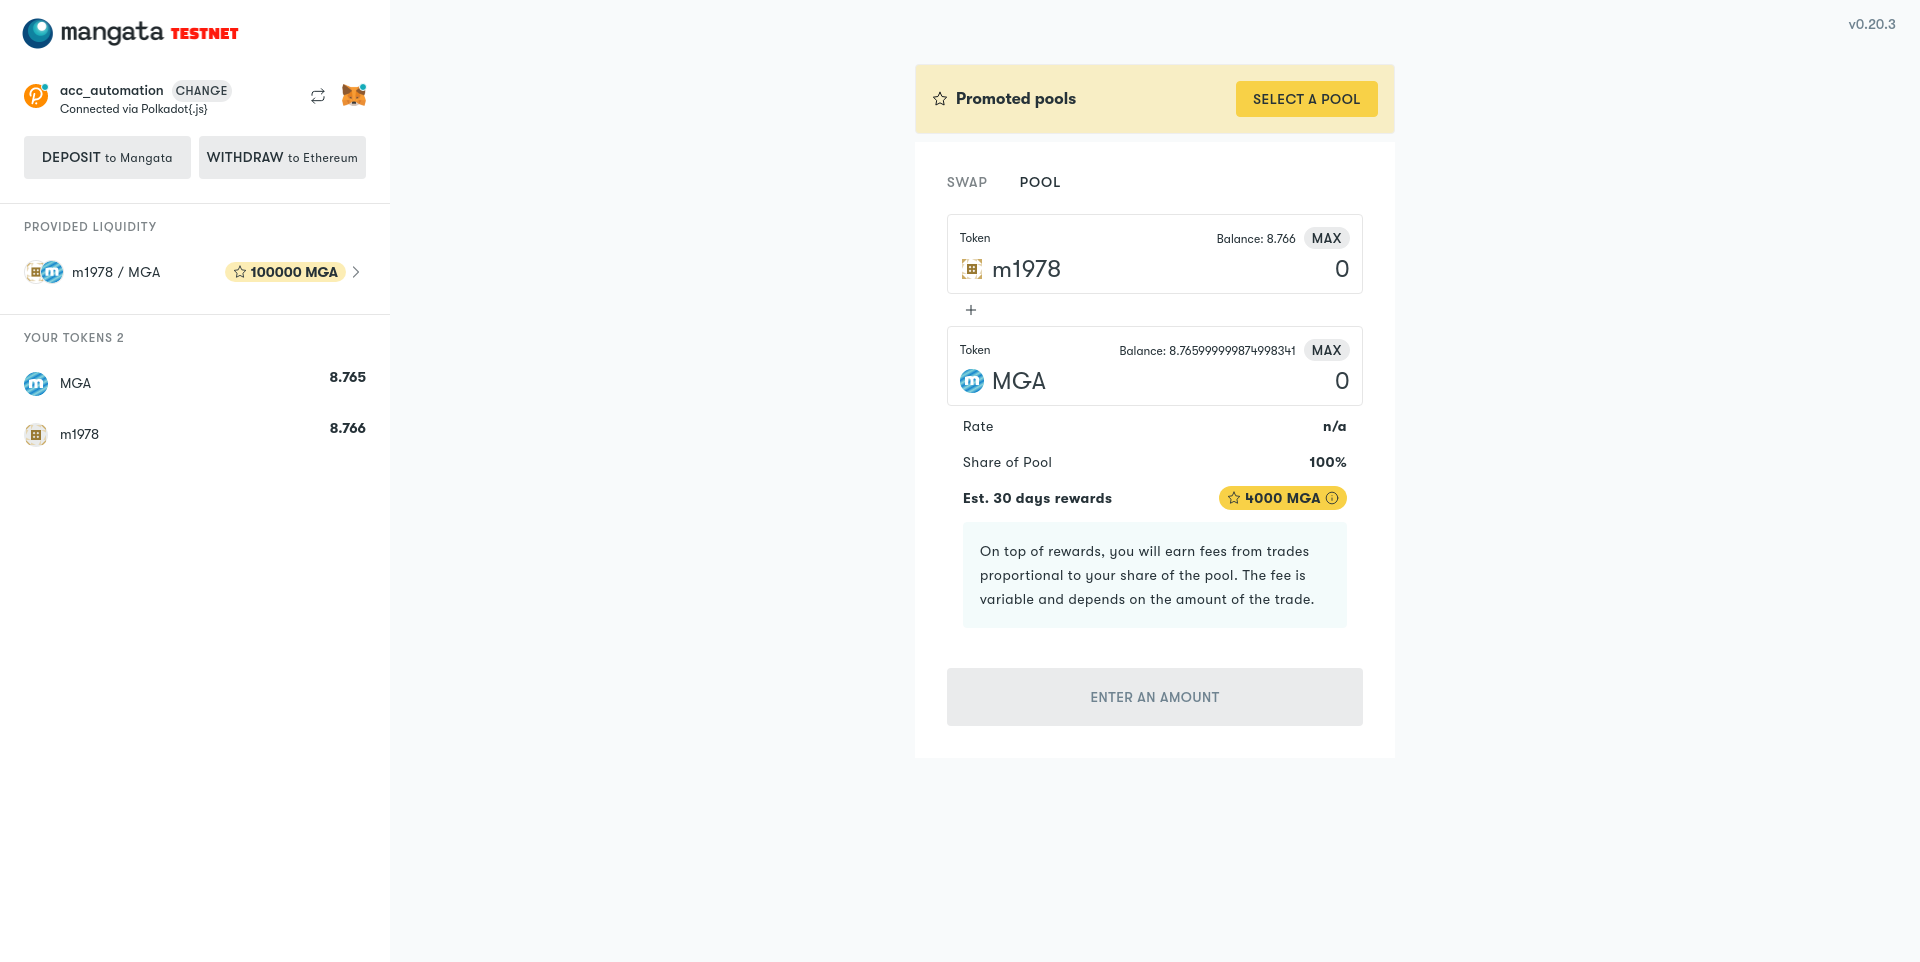 mangata TESTNET
v0.20.3
acc_automation CHANGE
Connected via Polkadot{.js}
DEPOSIT to Mangata
WITHDRAW to Ethereum
PROVIDED LIQUIDITY
m1978 / MGA
100000 MGA
YOUR TOKENS 2
MGA
8.765
m1978
8.766
Promoted pools
SELECT A POOL
SWAP
POOL
Token
Balance: 8.766
MAX
m1978
0
Token
Balance: 8.765999999874998341
MAX
MGA
0
Rate
n/a
Share of Pool
100%
Est. 30 days rewards
4000 MGA
On top of rewards, you will earn fees from trades
proportional to your share of the pool. The fee is
variable and depends on the amount of the trade.
ENTER AN AMOUNT